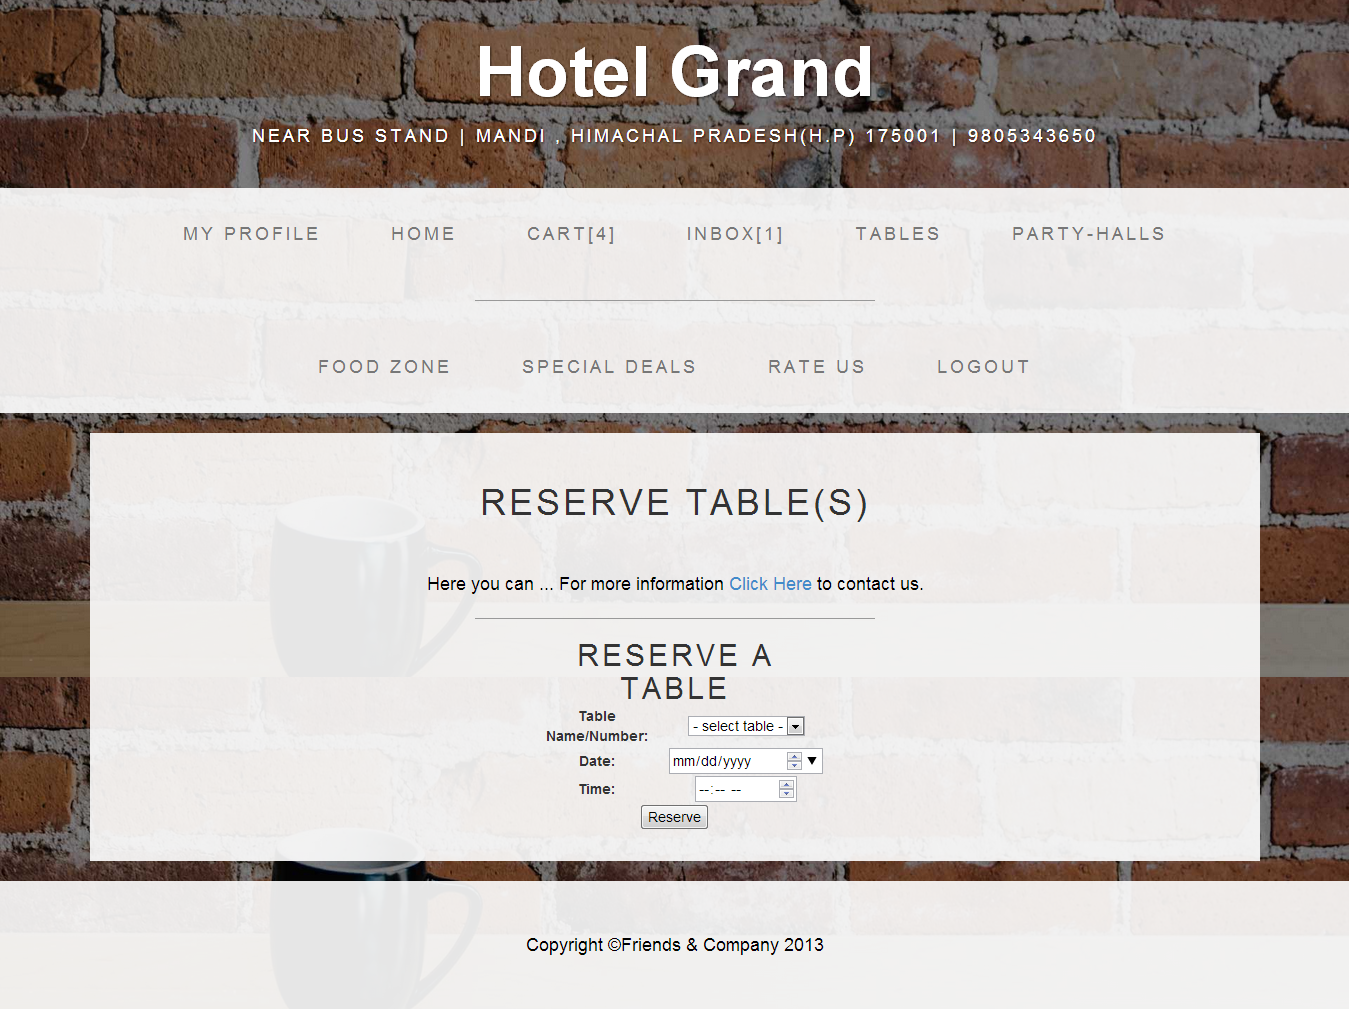 Hotel Grand
NEAR BUS STAND | MANDI , HIMACHAL PRADESH(H.P) 175001 | 9805343650
MY PROFILE HOME CART[4] INBOX[1] TABLES PARTY-HALLS
FOOD ZONE SPECIAL DEALS RATE US LOGOUT
RESERVE TABLE(S)
Here you can ... For more information Click Here to contact us.
RESERVE A
TABLE
Table
Name/Number: - select table -
Date: mm/dd/yyyy
Time: --:-- --
Reserve
Copyright ©Friends & Company 2013